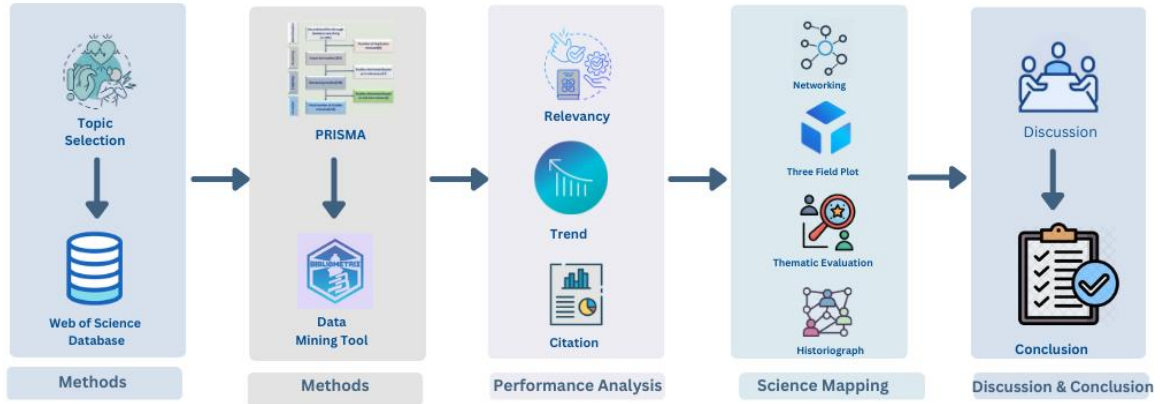 Topic
Selection
Web of Science
Database
Methods
PRISMA
BIBLIOMETRIX
Data
Mining Tool
Methods
Relevancy
Trend
Citation
Performance Analysis
Networking
Three Field Plot
Thematic Evaluation
Historiograph
Science Mapping
Discussion
Conclusion
Discussion & Conclusion